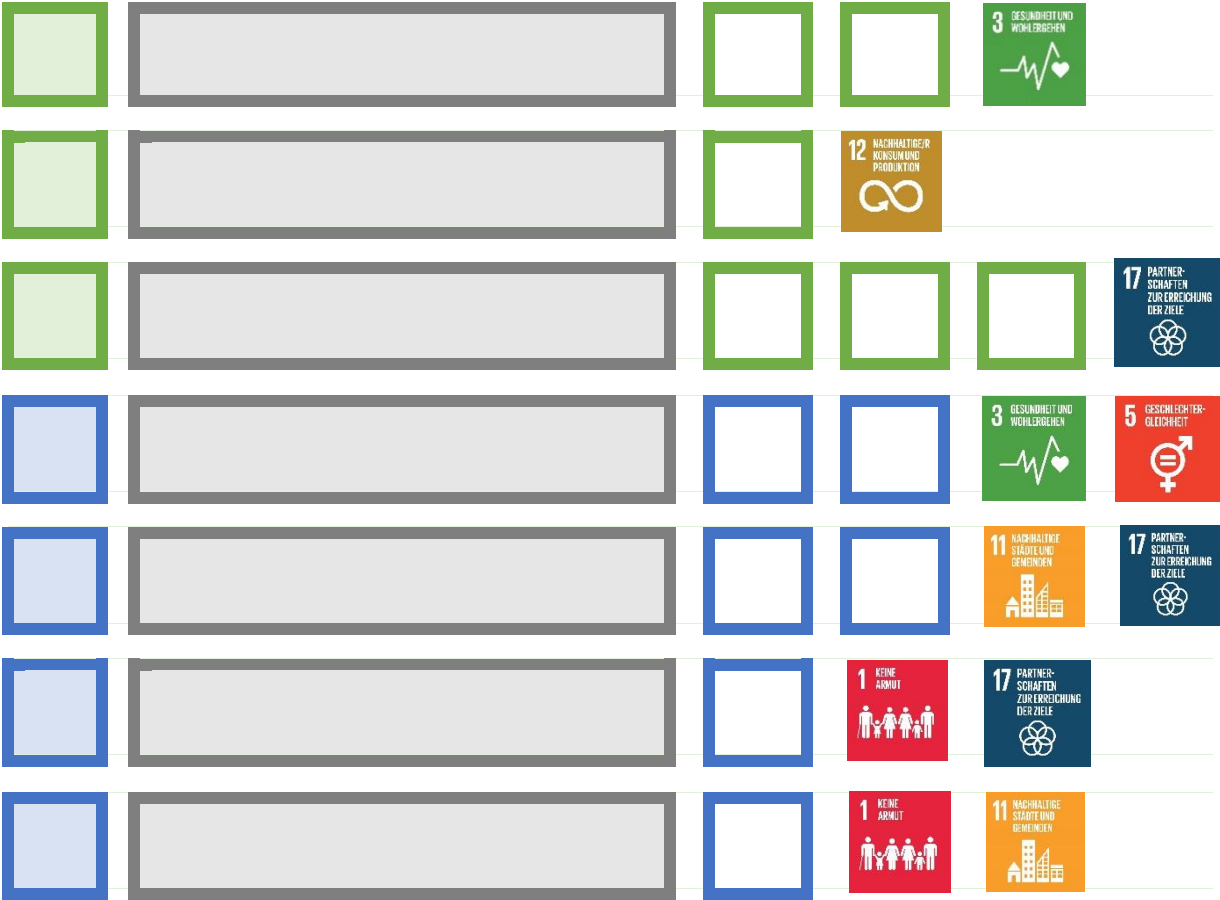 3 GESUNDHEIT UND
WOHLERGEHEN
12 NACHHALTIGE/R
KONSUM UND
PRODUKTION
17 PARTNER-
SCHAFTEN
ZUR ERREICHUNG
DER ZIELE
3 GESUNDHEIT UND
WOHLERGEHEN
5 GESCHLECHTER-
GLEICHHEIT
11 NACHHALTIGE
STÄDTE UND
GEMEINDEN
17 PARTNER-
SCHAFTEN
ZUR ERREICHUNG
DER ZIELE
1 KEINE
ARMUT
17 PARTNER-
SCHAFTEN
ZUR ERREICHUNG
DER ZIELE
1 KEINE
ARMUT
11 NACHHALTIGE
STÄDTE UND
GEMEINDEN